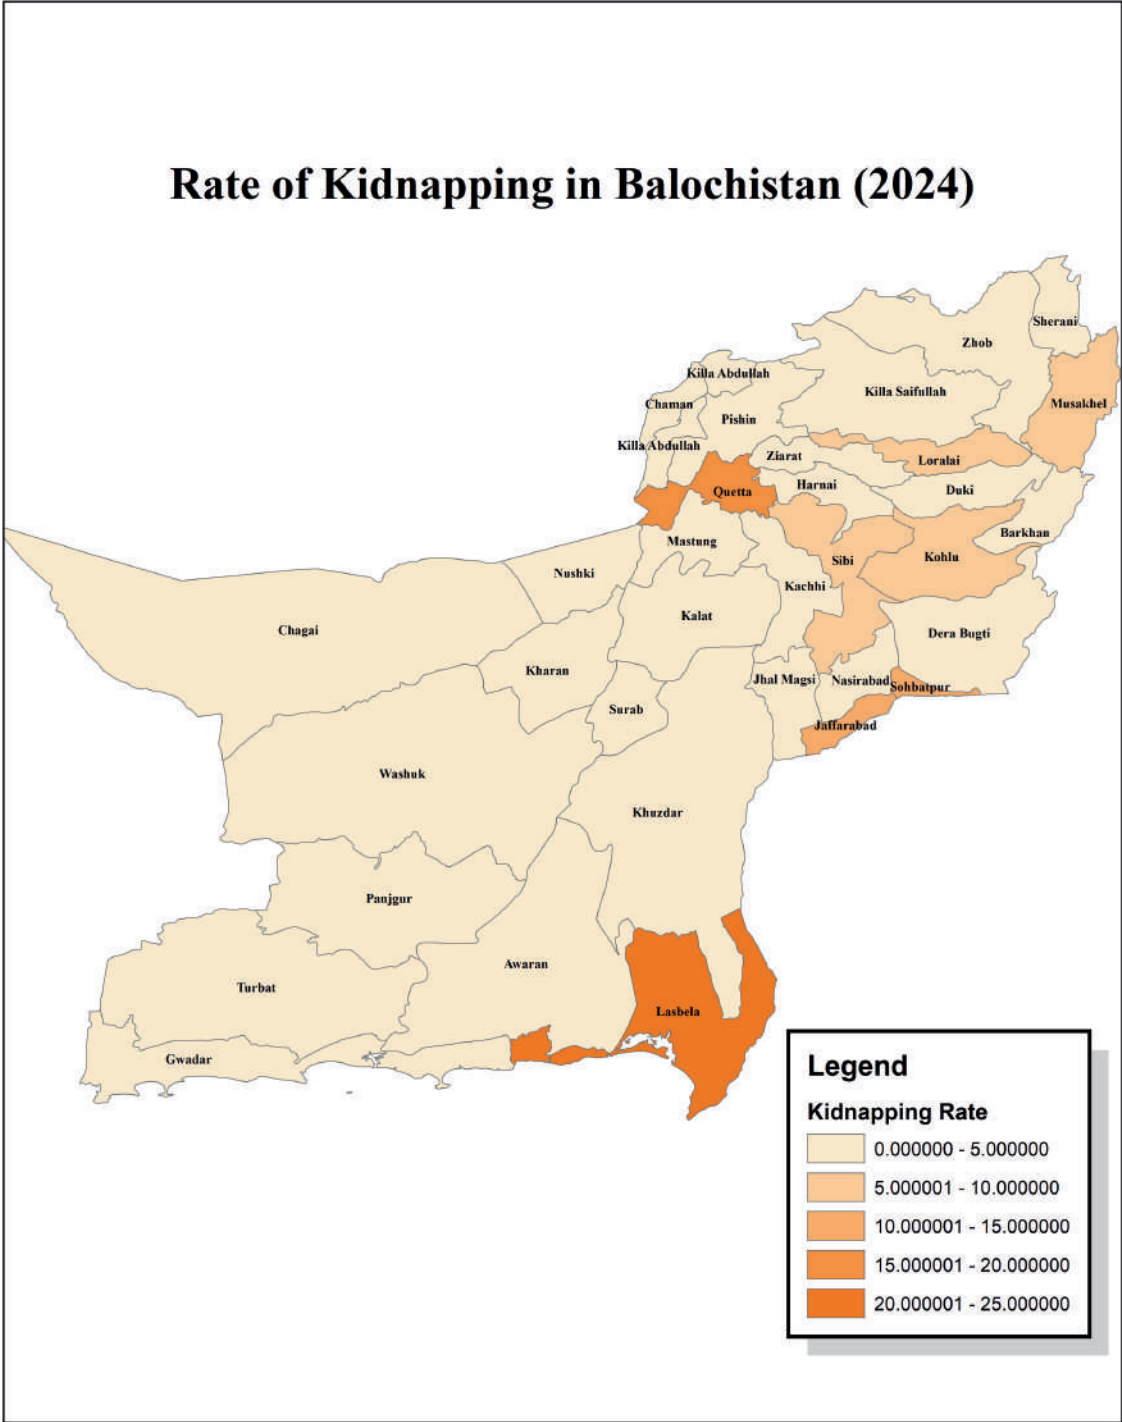 Rate of Kidnapping in Balochistan (2024)
Sherani
Zhob
Killa Abdullah
Killa Saifullah
Chaman
Musakhel
Pishin
Killa Abdullah
Ziarat
Loralai
Harnai
Quetta
Duki
Barkhan
Mastung
Kohlu
Sibi
Nushki
Kachhi
Kalat
Chagai
Dera Bugti
Kharan
Jhal Magsi
Nasirabad
Sohbatpur
Surab
Jaffarabad
Washuk
Khuzdar
Panjgur
Awaran
Turbat
Lasbela
Gwadar
Legend
Kidnapping Rate
0.000000 - 5.000000
5.000001 - 10.000000
10.000001 - 15.000000
15.000001 - 20.000000
20.000001 - 25.000000